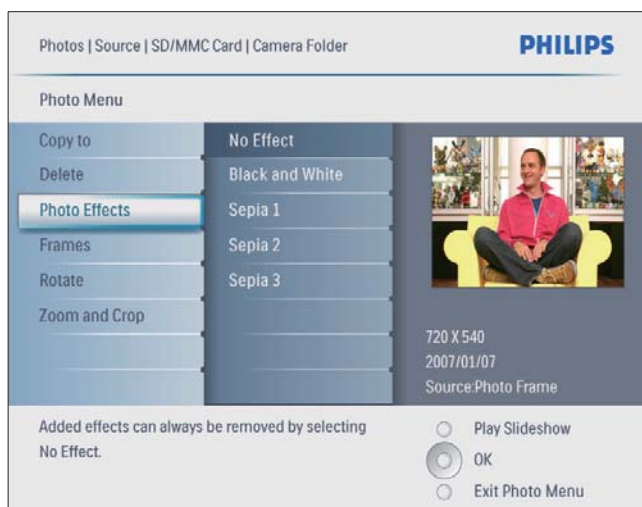 Photos | Source | SD/MMC Card | Camera Folder
PHILIPS
Photo Menu
Copy to
Delete
Photo Effects
Frames
Rotate
Zoom and Crop
No Effect
Black and White
Sepia 1
Sepia 2
Sepia 3
720 X 540
2007/01/07
Source:Photo Frame
Added effects can always be removed by selecting
No Effect.
Play Slideshow
OK
Exit Photo Menu